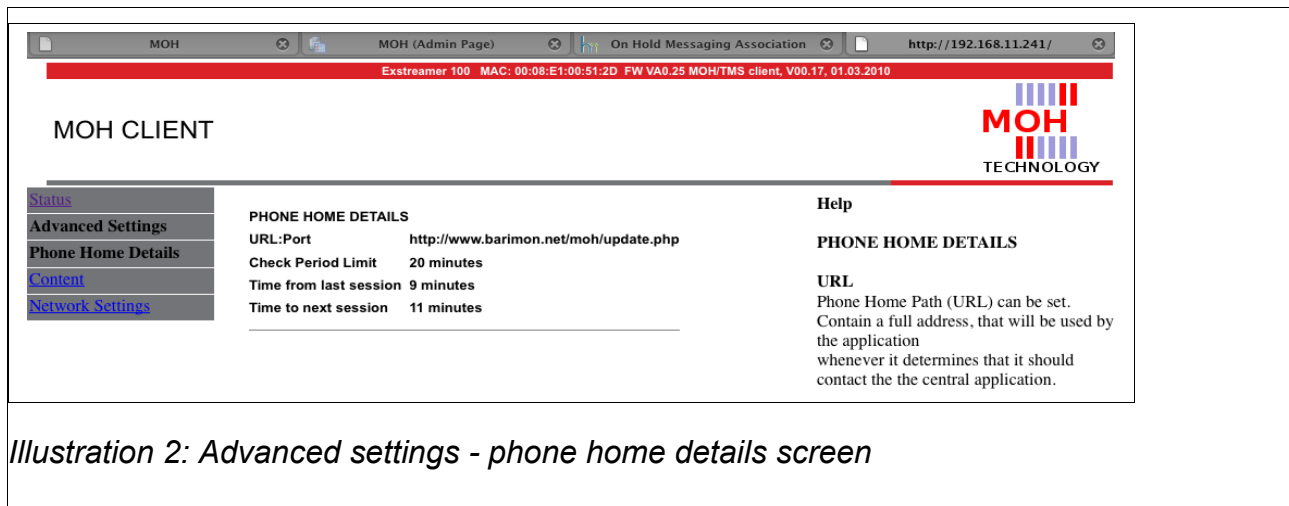 MOH
MOH (Admin Page)
On Hold Messaging Association
http://192.168.11.241/
Exstreamer 100 MAC: 00:08:E1:00:51:2D FW VA0.25 MOH/TMS client, V00.17, 01.03.2010
MOH CLIENT
MOH
TECHNOLOGY
Status
Advanced Settings
Phone Home Details
Content
Network Settings
PHONE HOME DETAILS
URL:Port http://www.barimon.net/moh/update.php
Check Period Limit 20 minutes
Time from last session 9 minutes
Time to next session 11 minutes
Help
PHONE HOME DETAILS
URL
Phone Home Path (URL) can be set.
Contain a full address, that will be used by
the application
whenever it determines that it should
contact the the central application.
Illustration 2: Advanced settings - phone home details screen